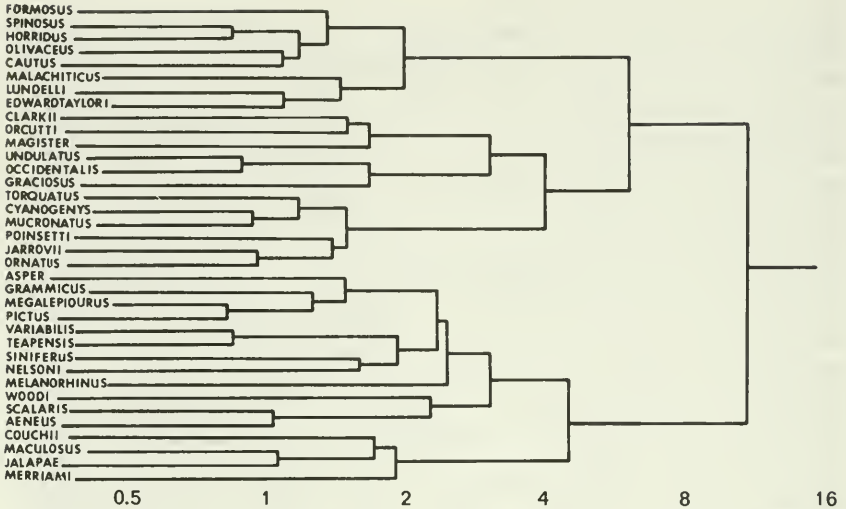 FORMOSUS
SPINOSUS
HORRIDUS
OLIVACEUS
CAUTUS
MALACHITICUS
LUNDELLI
EDWARDTAYLORI
CLARKII
ORCUTTI
MAGISTER
UNDULATUS
OCCIDENTALIS
GRACIOSUS
TORQUATUS
CYANOGENYS
MUCRONATUS
POINSETTI
JARROVII
ORNATUS
ASPER
GRAMMICUS
MEGALEPIOURUS
PICTUS
VARIABILIS
TEAPENSIS
SINIFERUS
NELSONI
MELANORHINUS
WOODI
SCALARIS
AENEUS
COUCHII
MACULOSUS
JALAPAE
MERRIAMI
0.5 1 2 4 8 16